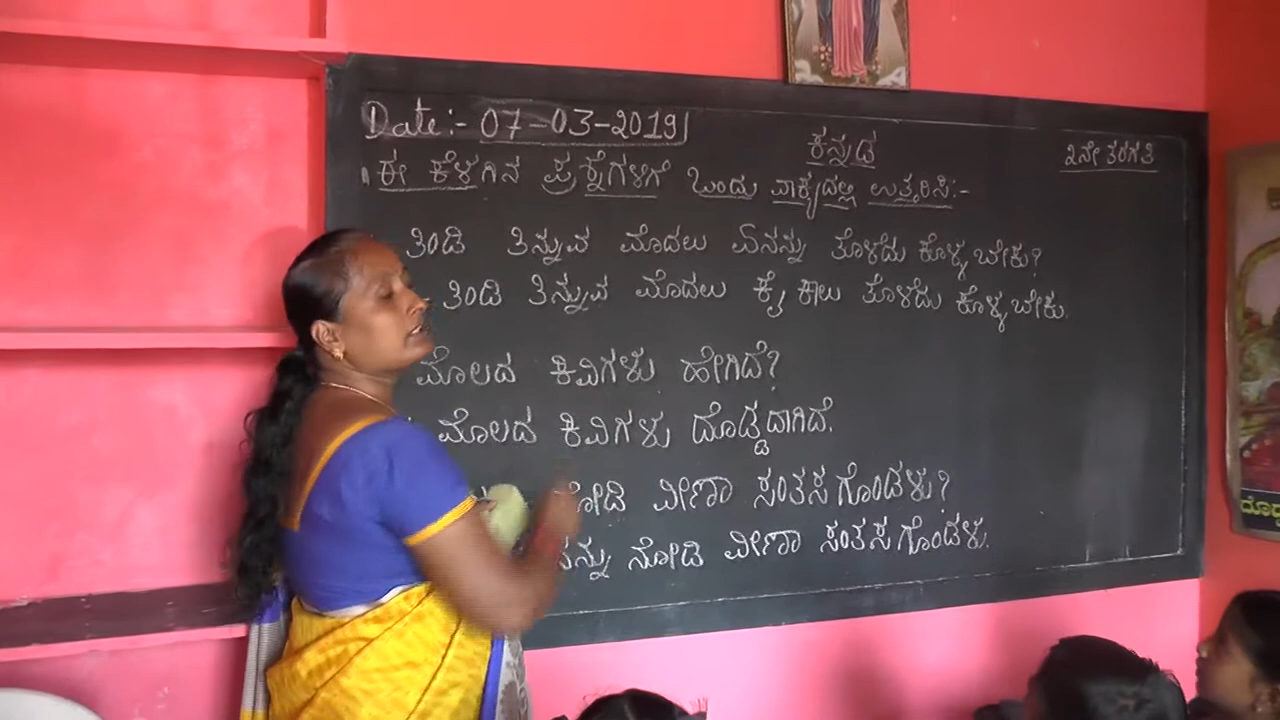 Date:- 07-03-2019
ಕನ್ನಡ
೩ನೇ ತರಗತಿ
ಈ ಕೆಳಗಿನ ಪ್ರಶ್ನೆಗಳಿಗೆ ಒಂದು ವಾಕ್ಯದಲ್ಲಿ ಉತ್ತರಿಸಿ:-
ತಿಂಡಿ ತಿನ್ನುವ ಮೊದಲು ಏನನ್ನು ತೊಳೆದು ಕೊಳ್ಳಬೇಕು?
ತಿಂಡಿ ತಿನ್ನುವ ಮೊದಲು ಕೈ ಕಾಲು ತೊಳೆದು ಕೊಳ್ಳಬೇಕು.
ಮೊಲದ ಕಿವಿಗಳು ಹೇಗಿದೆ?
ಮೊಲದ ಕಿವಿಗಳು ದೊಡ್ಡದಾಗಿದೆ.
ನೋಡಿ ವೀಣಾ ಸಂತಸಗೊಂಡಳು?
ನೋಡಿ ವೀಣಾ ಸಂತಸಗೊಂಡಳು.